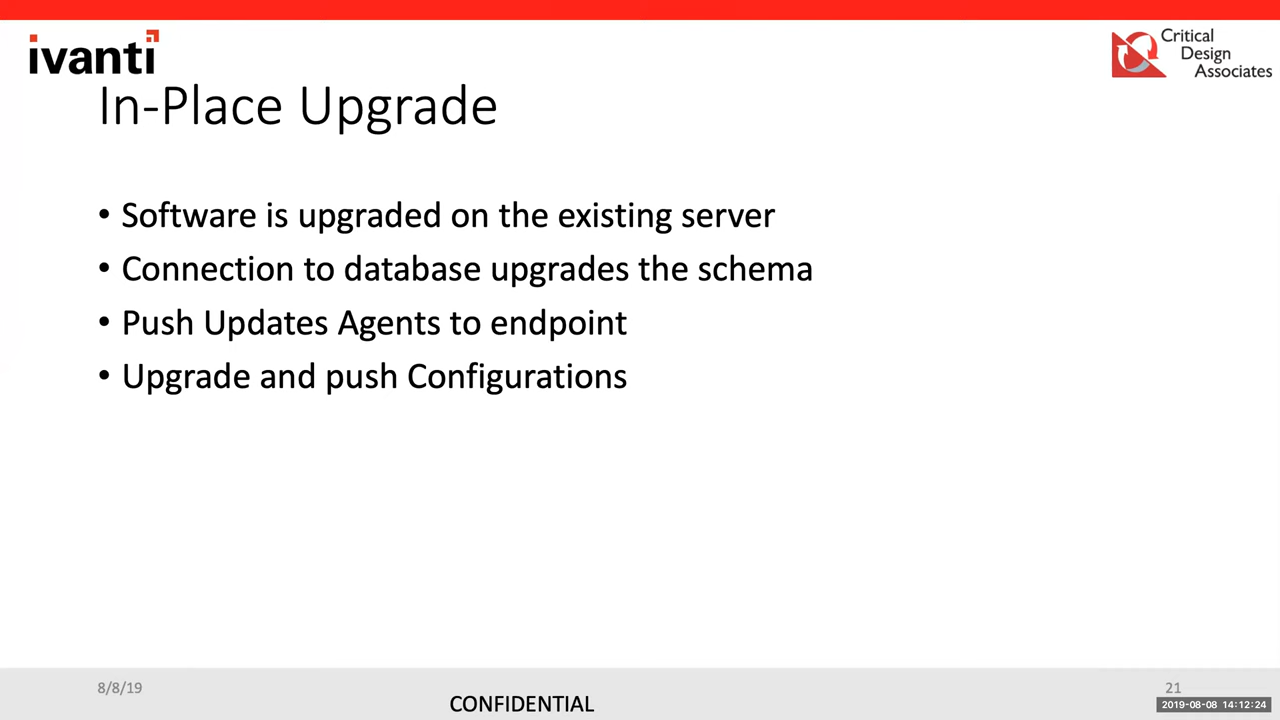 ivanti
Critical
Design
Associates
In-Place Upgrade
• Software is upgraded on the existing server
• Connection to database upgrades the schema
• Push Updates Agents to endpoint
• Upgrade and push Configurations
8/8/19
CONFIDENTIAL
21
2019-08-08 14:12:24